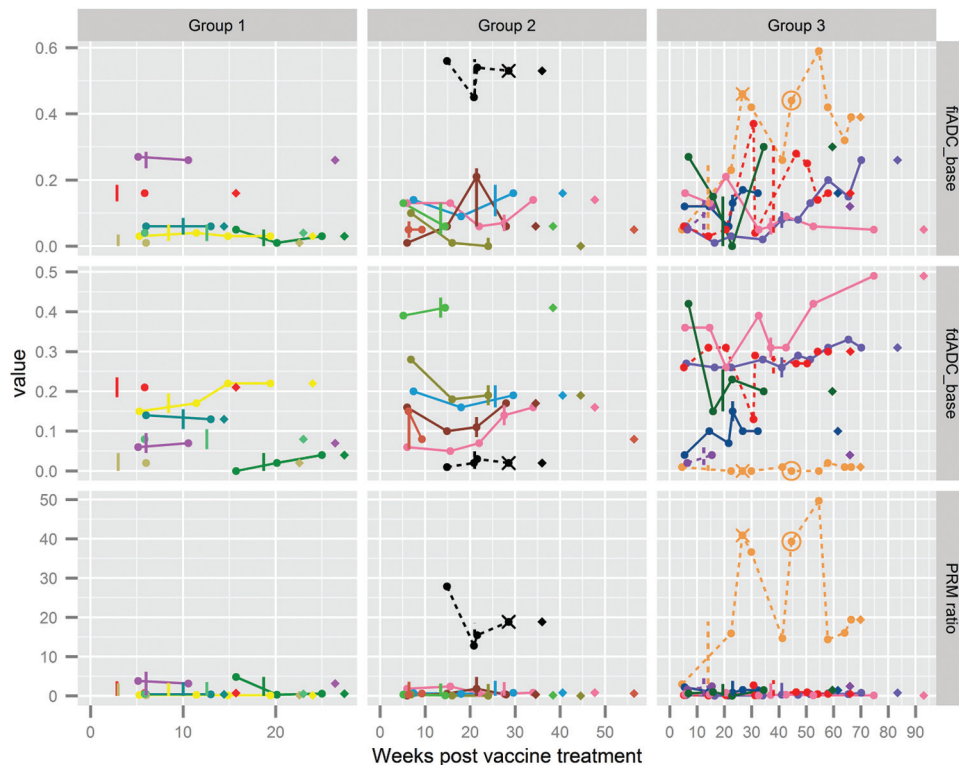 Group 1 Group 2 Group 3
0.6
0.4
0.2
0.0
fiADC_base
0.5
0.4
0.3
0.2
0.1
0.0
fdADC_base
value
50
40
30
20
10
0
PRM ratio
0 10 20 0 10 20 30 40 50 0 10 20 30 40 50 60 70 80 90
Weeks post vaccine treatment